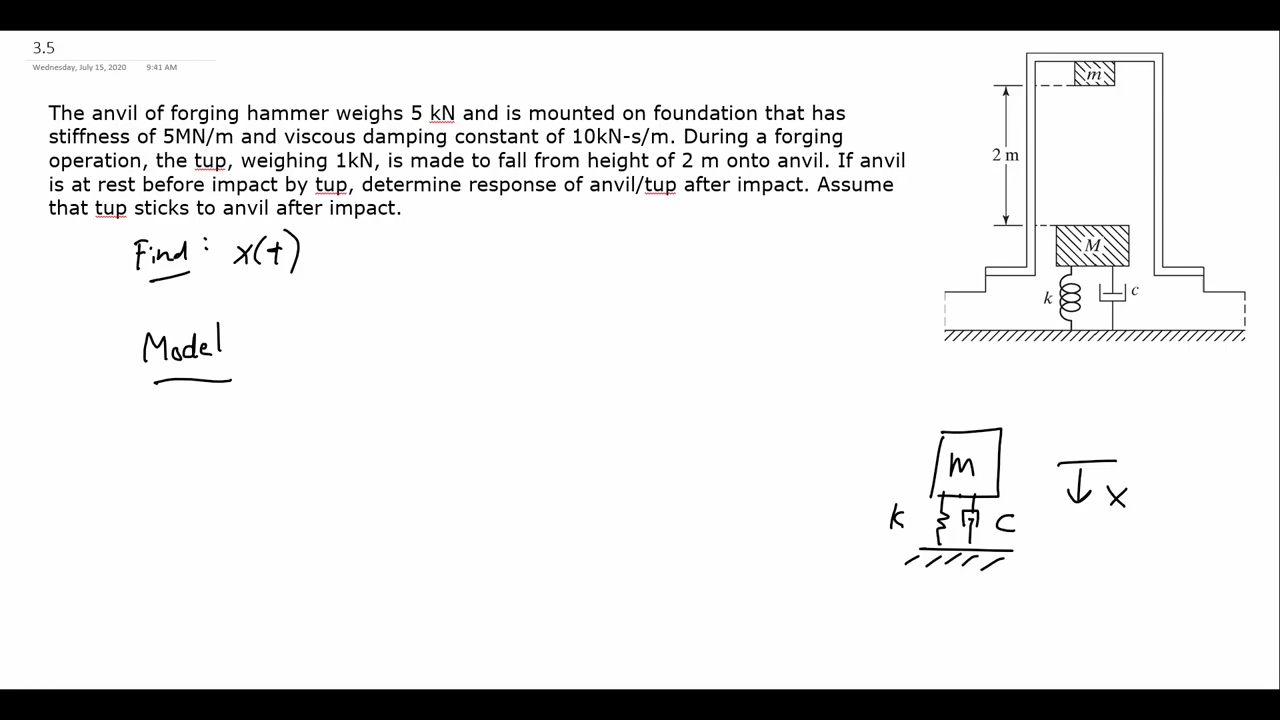 3.5
Wednesday, July 15, 2020 9:41 AM
The anvil of forging hammer weighs 5 kN and is mounted on foundation that has
stiffness of 5MN/m and viscous damping constant of 10kN-s/m. During a forging
operation, the tup, weighing 1kN, is made to fall from height of 2 m onto anvil. If anvil
is at rest before impact by tup, determine response of anvil/tup after impact. Assume
that tup sticks to anvil after impact.
Find : x(t)
Model
m
2 m
M
k
c
m
k
c
x